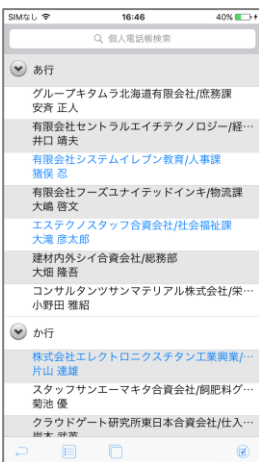 SIMなし 16:46 40%
個人電話帳検索
あ行
グループキタムラ北海道有限会社/庶務課
安斉 正人
有限会社セントラルエイチテクノロジー/経…
井口 靖夫
有限会社システムイレブン教育/人事課
猪俣 忍
有限会社フーズユナイテッドインキ/物流課
大嶋 啓文
エステクノスタッフ合資会社/社会福祉課
大滝 彦太郎
建材内外シイ合資会社/総務部
大畑 隆吾
コンサルタンツサンマテリアル株式会社/栄…
小野田 雅紹
か行
株式会社エレクトロニクスチタン工業興業/…
片山 達雄
スタッフサンエーマキタ合資会社/飼肥料グ…
菊池 優
クラウドゲート研究所東日本合資会社/仕入…